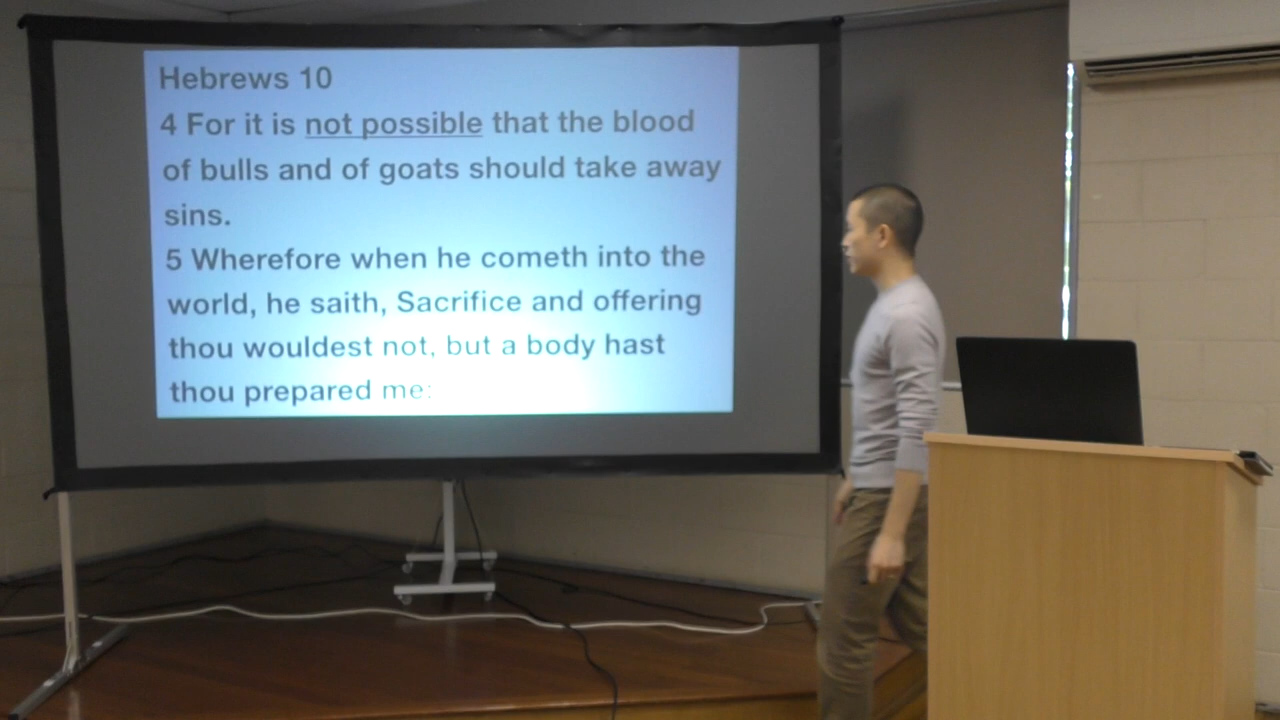 Hebrews 10
4 For it is not possible that the blood
of bulls and of goats should take away
sins.
5 Wherefore when he cometh into the
world, he saith, Sacrifice and offering
thou wouldest not, but a body hast
thou prepared me: